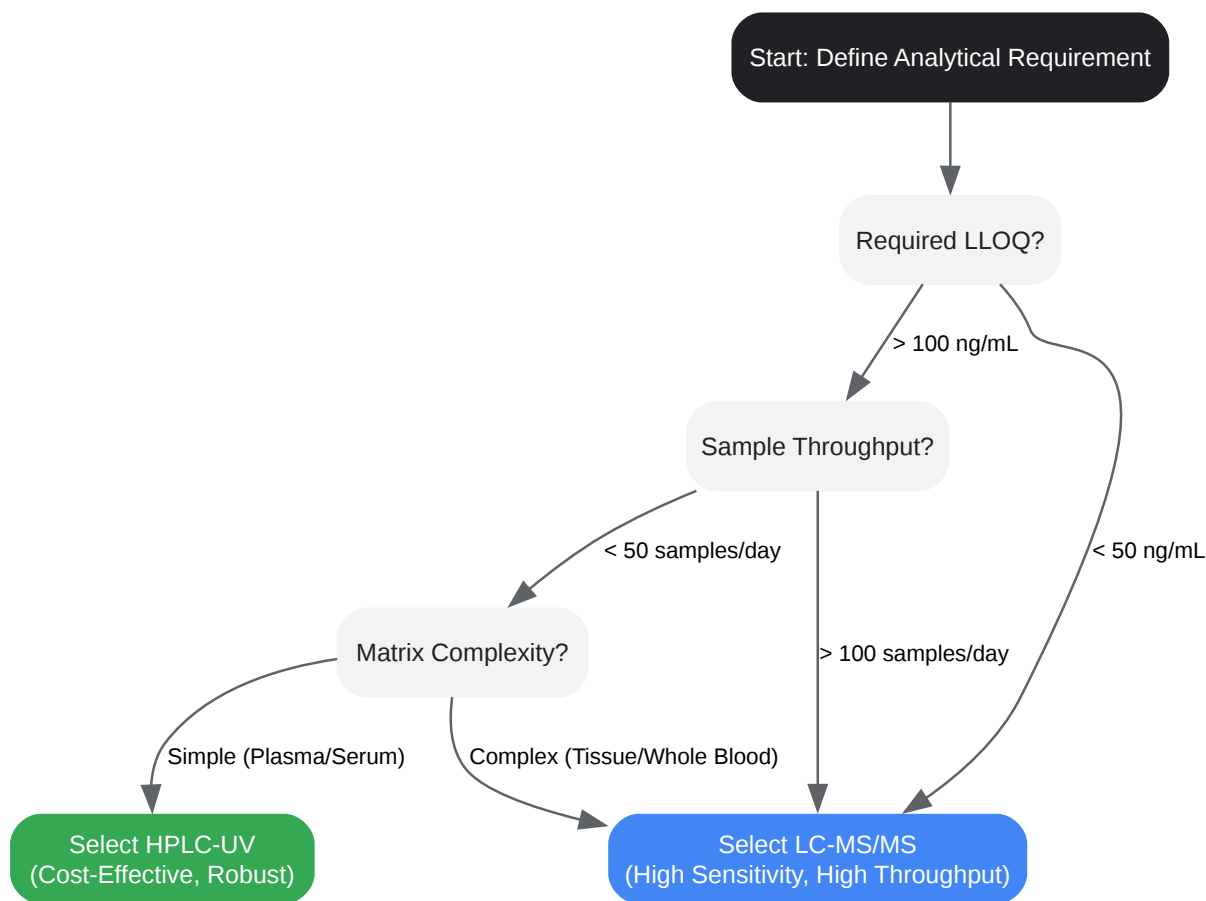 Start: Define Analytical Requirement
Required LLOQ?
> 100 ng/mL
Sample Throughput?
< 50 samples/day
< 50 ng/mL
Matrix Complexity?
> 100 samples/day
Simple (Plasma/Serum)
Complex (Tissue/Whole Blood)
Select HPLC-UV
(Cost-Effective, Robust)
Select LC-MS/MS
(High Sensitivity, High Throughput)